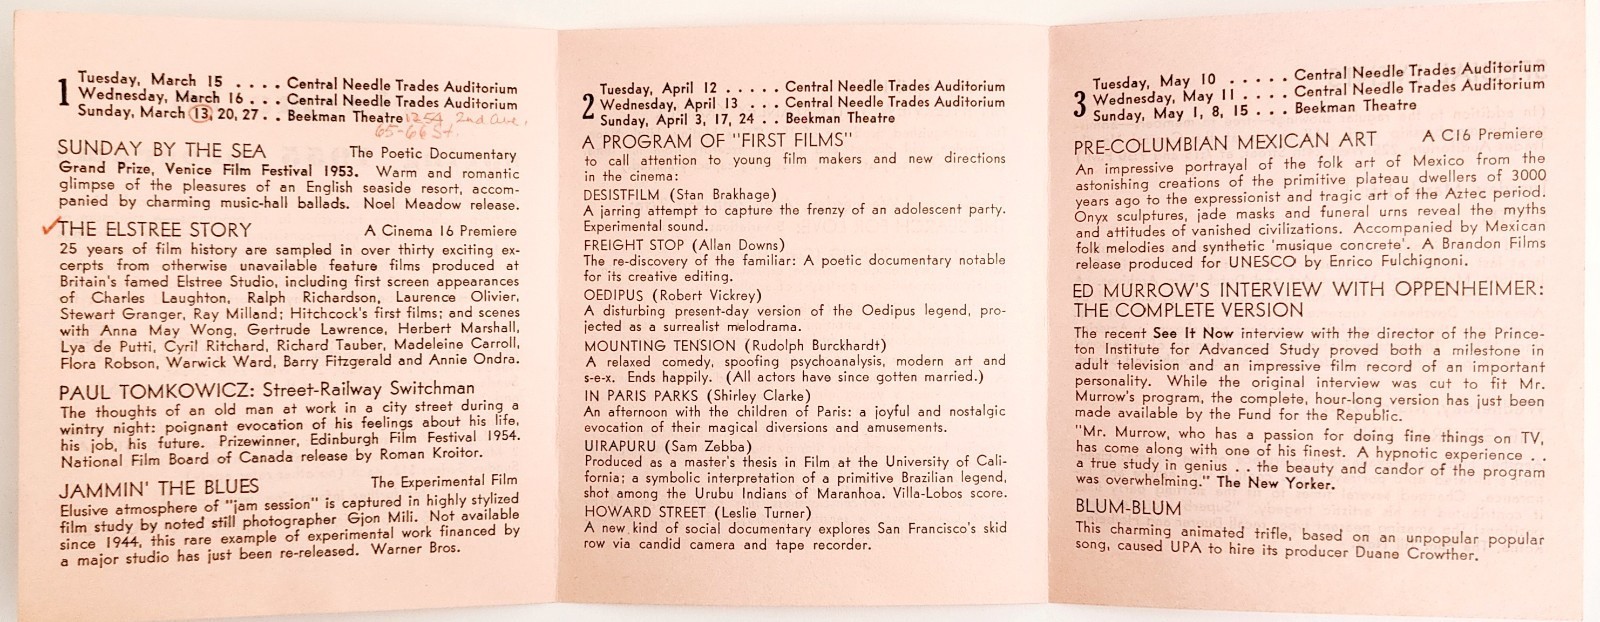 1 Tuesday, March 15 . . . . Central Needle Trades Auditorium
Wednesday, March 16 . . . Central Needle Trades Auditorium
Sunday, March 13, 20, 27 . . Beekman Theatre 1254 2nd Ave.
65-66 St.
SUNDAY BY THE SEA The Poetic Documentary
Grand Prize, Venice Film Festival 1953. Warm and romantic
glimpse of the pleasures of an English seaside resort, accom-
panied by charming music-hall ballads. Noel Meadow release.
✓THE ELSTREE STORY A Cinema 16 Premiere
25 years of film history are sampled in over thirty exciting ex-
cerpts from otherwise unavailable feature films produced at
Britain's famed Elstree Studio, including first screen appearances
of Charles Laughton, Ralph Richardson, Laurence Olivier,
Stewart Granger, Ray Milland; Hitchcock's first films; and scenes
with Anna May Wong, Gertrude Lawrence, Herbert Marshall,
Lya de Putti, Cyril Ritchard, Richard Tauber, Madeleine Carroll,
Flora Robson, Warwick Ward, Barry Fitzgerald and Annie Ondra.
PAUL TOMKOWICZ: Street-Railway Switchman
The thoughts of an old man at work in a city street during a
wintry night: poignant evocation of his feelings about his life,
his job, his future. Prizewinner, Edinburgh Film Festival 1954.
National Film Board of Canada release by Roman Kroitor.
JAMMIN' THE BLUES The Experimental Film
Elusive atmosphere of "jam session" is captured in highly stylized
film study by noted still photographer Gjon Mili. Not available
since 1944, this rare example of experimental work financed by
a major studio has just been re-released. Warner Bros.
2 Tuesday, April 12 . . . . . Central Needle Trades Auditorium
Wednesday, April 13 . . . Central Needle Trades Auditorium
Sunday, April 3, 17, 24 . . Beekman Theatre
A PROGRAM OF "FIRST FILMS"
to call attention to young film makers and new directions
in the cinema:
DESISTFILM (Stan Brakhage)
A jarring attempt to capture the frenzy of an adolescent party.
Experimental sound.
FREIGHT STOP (Allan Downs)
The re-discovery of the familiar: A poetic documentary notable
for its creative editing.
OEDIPUS (Robert Vickrey)
A disturbing present-day version of the Oedipus legend, pro-
jected as a surrealist melodrama.
MOUNTING TENSION (Rudolph Burckhardt)
A relaxed comedy, spoofing psychoanalysis, modern art and
s-e-x. Ends happily. (All actors have since gotten married.)
IN PARIS PARKS (Shirley Clarke)
An afternoon with the children of Paris: a joyful and nostalgic
evocation of their magical diversions and amusements.
UIRAPURU (Sam Zebba)
Produced as a master's thesis in Film at the University of Cali-
fornia; a symbolic interpretation of a primitive Brazilian legend,
shot among the Urubu Indians of Maranhoa. Villa-Lobos score.
HOWARD STREET (Leslie Turner)
A new kind of social documentary explores San Francisco's skid
row via candid camera and tape recorder.
3 Tuesday, May 10 . . . . . Central Needle Trades Auditorium
Wednesday, May 11 . . . . Central Needle Trades Auditorium
Sunday, May 1, 8, 15 . . . Beekman Theatre
PRE-COLUMBIAN MEXICAN ART A C16 Premiere
An impressive portrayal of the folk art of Mexico from the
astonishing creations of the primitive plateau dwellers of 3000
years ago to the expressionist and tragic art of the Aztec period.
Onyx sculptures, jade masks and funeral urns reveal the myths
and attitudes of vanished civilizations. Accompanied by Mexican
folk melodies and synthetic 'musique concrete'. A Brandon Films
release produced for UNESCO by Enrico Fulchignoni.
ED MURROW'S INTERVIEW WITH OPPENHEIMER:
THE COMPLETE VERSION
The recent See It Now interview with the director of the Prince-
ton Institute for Advanced Study proved both a milestone in
adult television and an impressive film record of an important
personality. While the original interview was cut to fit Mr.
Murrow's program, the complete, hour-long version has just been
made available by the Fund for the Republic.
"Mr. Murrow, who has a passion for doing fine things on TV,
has come along with one of his finest. A hypnotic experience . .
a true study in genius . . the beauty and candor of the program
was overwhelming." The New Yorker.
BLUM-BLUM
This charming animated trifle, based on an unpopular popular
song, caused UPA to hire its producer Duane Crowther.